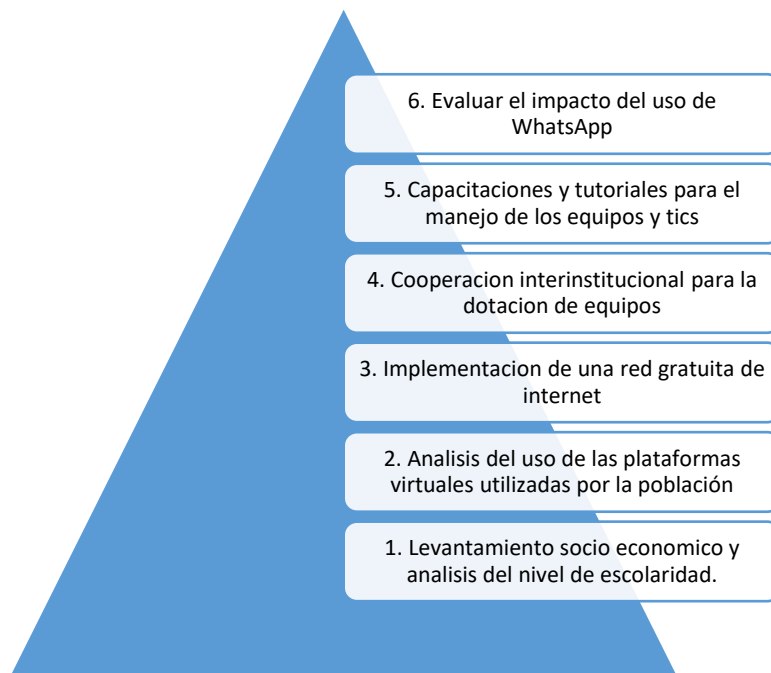 6. Evaluar el impacto del uso de
WhatsApp
5. Capacitaciones y tutoriales para el
manejo de los equipos y tics
4. Cooperacion interinstitucional para la
dotacion de equipos
3. Implementacion de una red gratuita de
internet
2. Analisis del uso de las plataformas
virtuales utilizadas por la población
1. Levantamiento socio economico y
analisis del nivel de escolaridad.